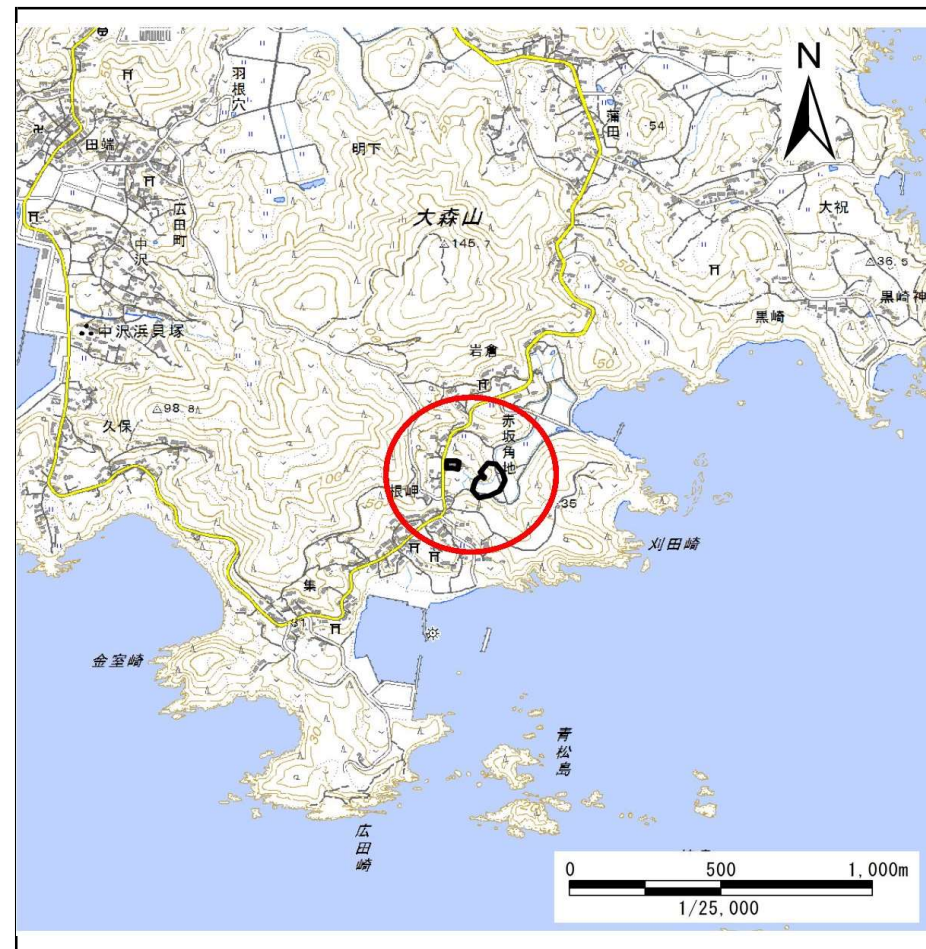 N
羽根穴
田端
明下
蒲田
54
広田町
大森山
145.7
大祝
中沢
36.5
黒崎神
中沢浜貝塚
黒崎
岩倉
50
50
98.8
久保
赤坂角地
根岬
35
刈田崎
集
31
金室崎
青松島
広田崎
0 500 1,000m
1/25,000